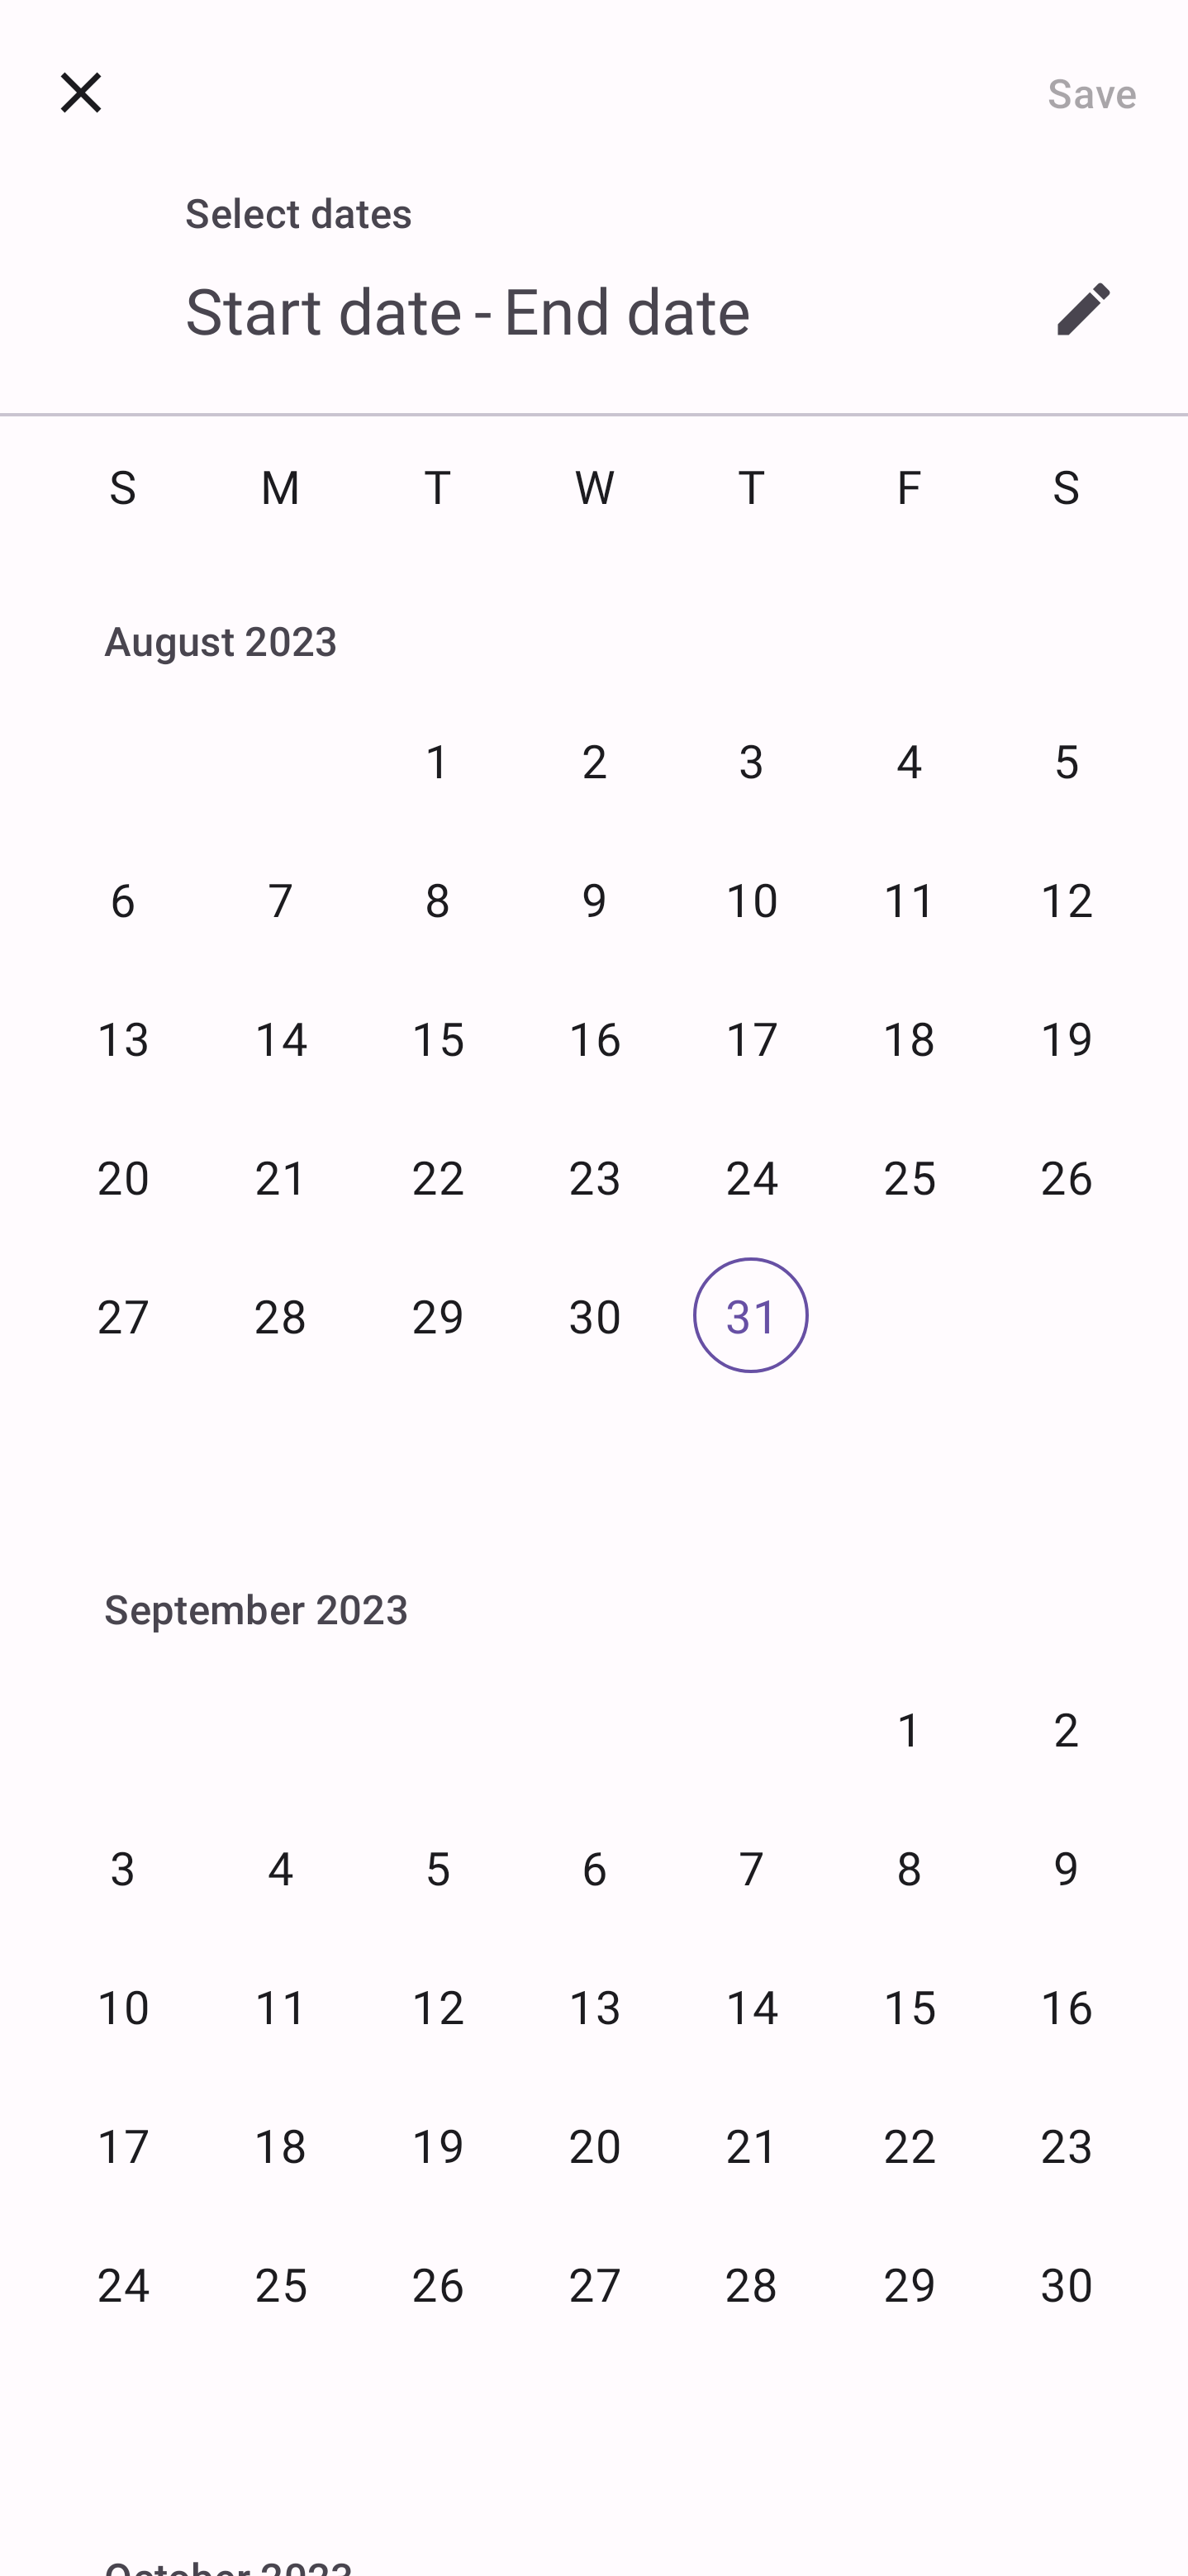 Save
Select dates
Start date - End date
S M T W T F S
August 2023
1 2 3 4 5
6 7 8 9 10 11 12
13 14 15 16 17 18 19
20 21 22 23 24 25 26
27 28 29 30 31
September 2023
1 2
3 4 5 6 7 8 9
10 11 12 13 14 15 16
17 18 19 20 21 22 23
24 25 26 27 28 29 30
October 2023